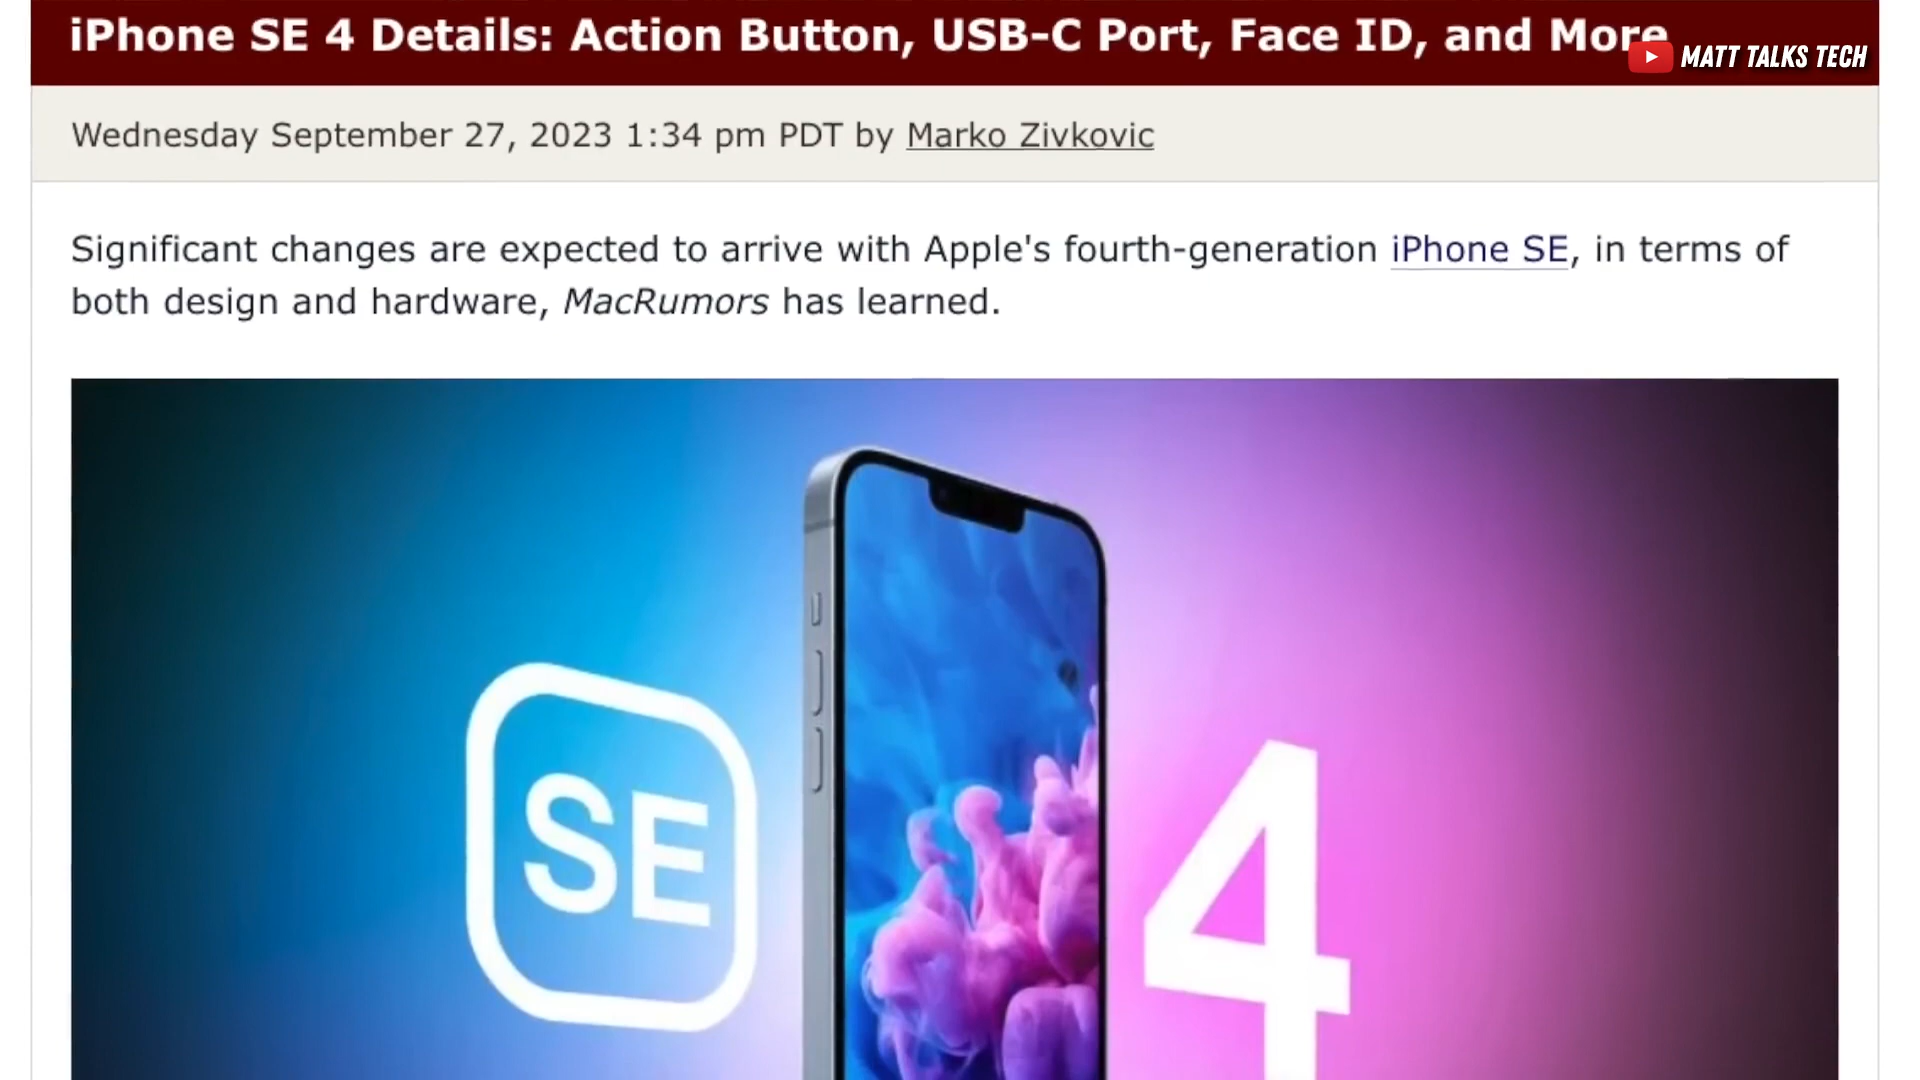 iPhone SE 4 Details: Action Button, USB-C Port, Face ID, and More
MATT TALKS TECH
Wednesday September 27, 2023 1:34 pm PDT by Marko Zivkovic
Significant changes are expected to arrive with Apple's fourth-generation iPhone SE, in terms of
both design and hardware, MacRumors has learned.
SE
4